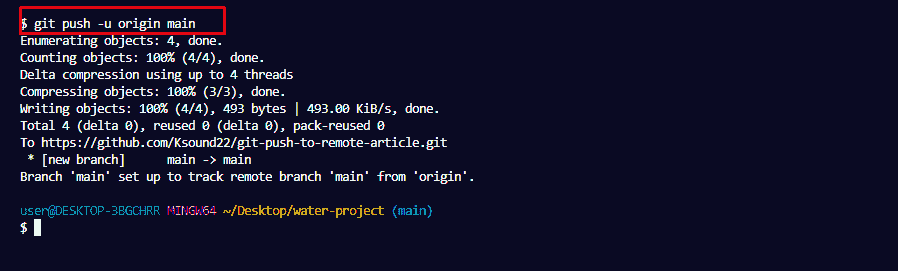 $ git push -u origin main
Enumerating objects: 4, done.
Counting objects: 100% (4/4), done.
Delta compression using up to 4 threads
Compressing objects: 100% (3/3), done.
Writing objects: 100% (4/4), 493 bytes | 493.00 KiB/s, done.
Total 4 (delta 0), reused 0 (delta 0), pack-reused 0
To https://github.com/Ksound22/git-push-to-remote-article.git
 * [new branch]      main -> main
Branch 'main' set up to track remote branch 'main' from 'origin'.
user@DESKTOP-3BGCHRR MINGW64 ~/Desktop/water-project (main)
$